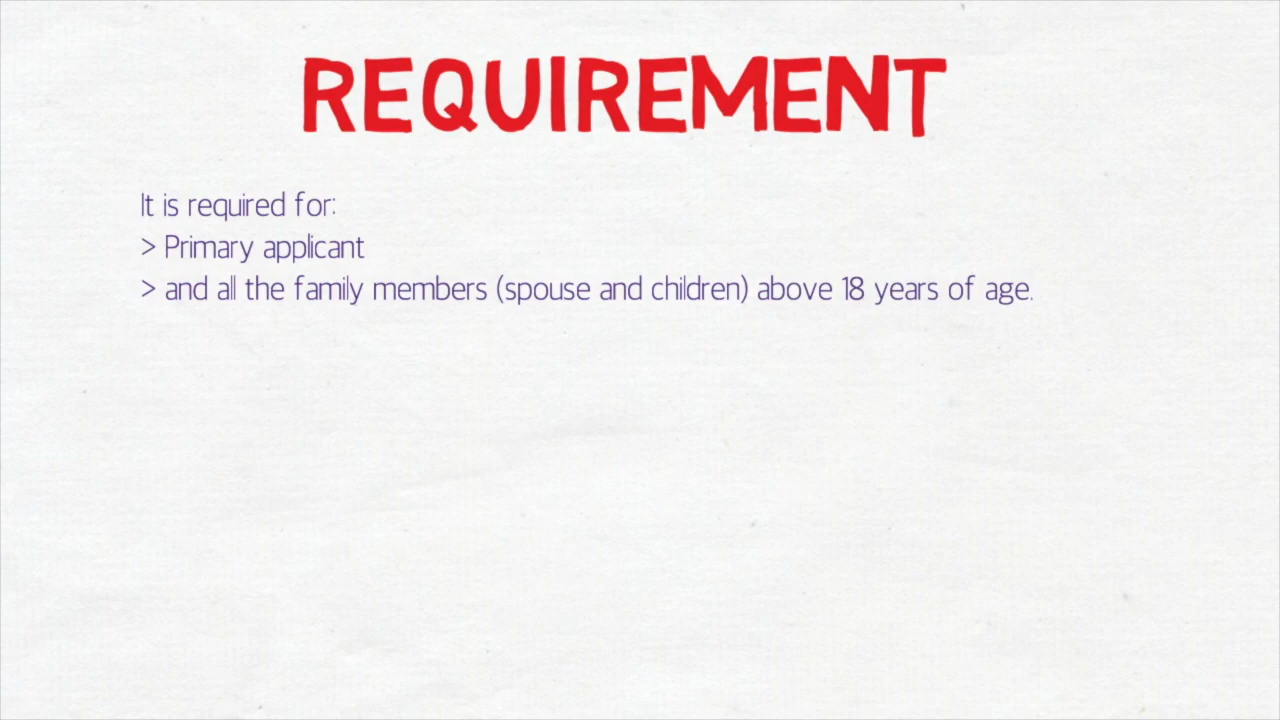 REQUIREMENT
It is required for:
> Primary applicant
> and all the family members (spouse and children) above 18 years of age.